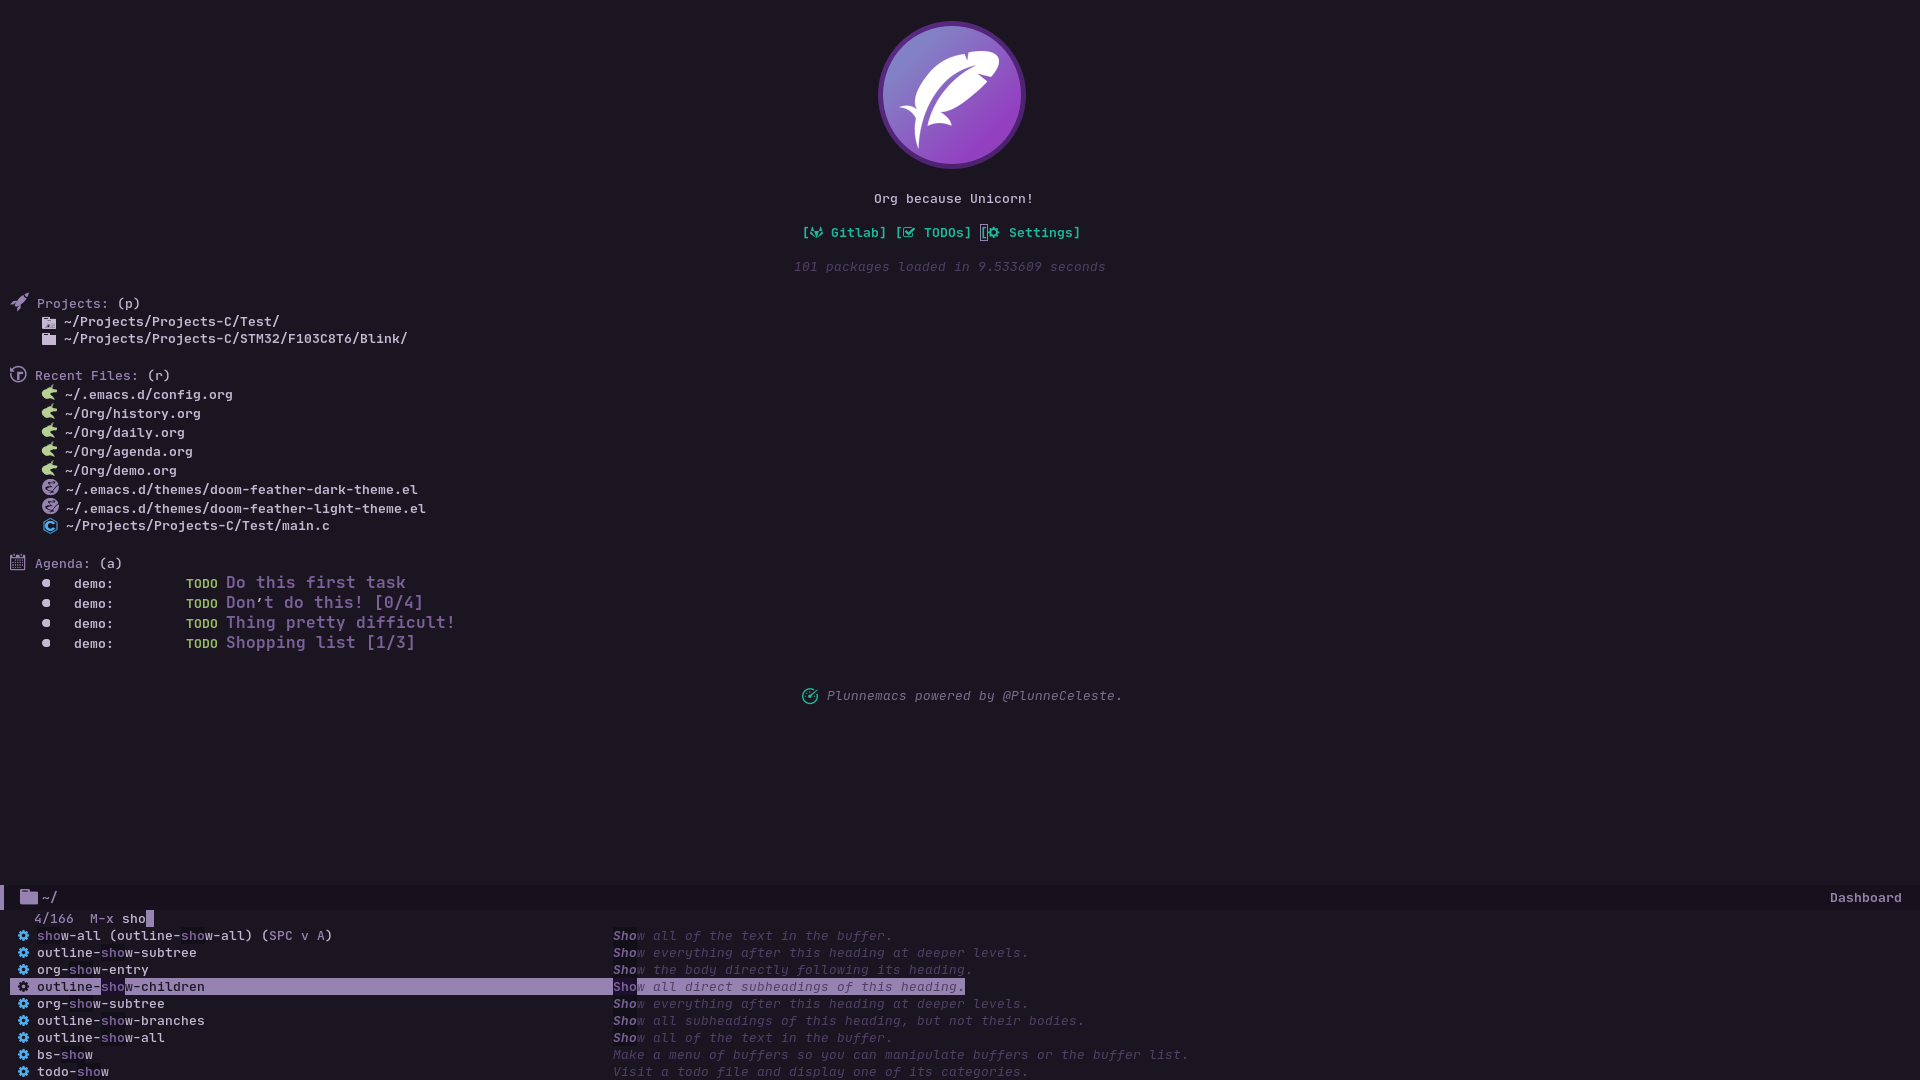 Org because Unicorn!
[ Gitlab] [ TODOs] [ Settings]
101 packages loaded in 9.533609 seconds
Projects: (p)
~/Projects/Projects-C/Test/
~/Projects/Projects-C/STM32/F103C8T6/Blink/
Recent Files: (r)
~/.emacs.d/config.org
~/Org/history.org
~/Org/daily.org
~/Org/agenda.org
~/Org/demo.org
~/.emacs.d/themes/doom-feather-dark-theme.el
~/.emacs.d/themes/doom-feather-light-theme.el
~/Projects/Projects-C/Test/main.c
Agenda: (a)
demo: TODO Do this first task
demo: TODO Don't do this! [0/4]
demo: TODO Thing pretty difficult!
demo: TODO Shopping list [1/3]
Plunnemacs powered by @PlunneCeleste.
~/ Dashboard
4/166 M-x sho
show-all (outline-show-all) (SPC v A) Show all of the text in the buffer.
outline-show-subtree Show everything after this heading at deeper levels.
org-show-entry Show the body directly following its heading.
outline-show-children Show all direct subheadings of this heading.
org-show-subtree Show everything after this heading at deeper levels.
outline-show-branches Show all subheadings of this heading, but not their bodies.
outline-show-all Show all of the text in the buffer.
bs-show Make a menu of buffers so you can manipulate buffers or the buffer list.
todo-show Visit a todo file and display one of its categories.